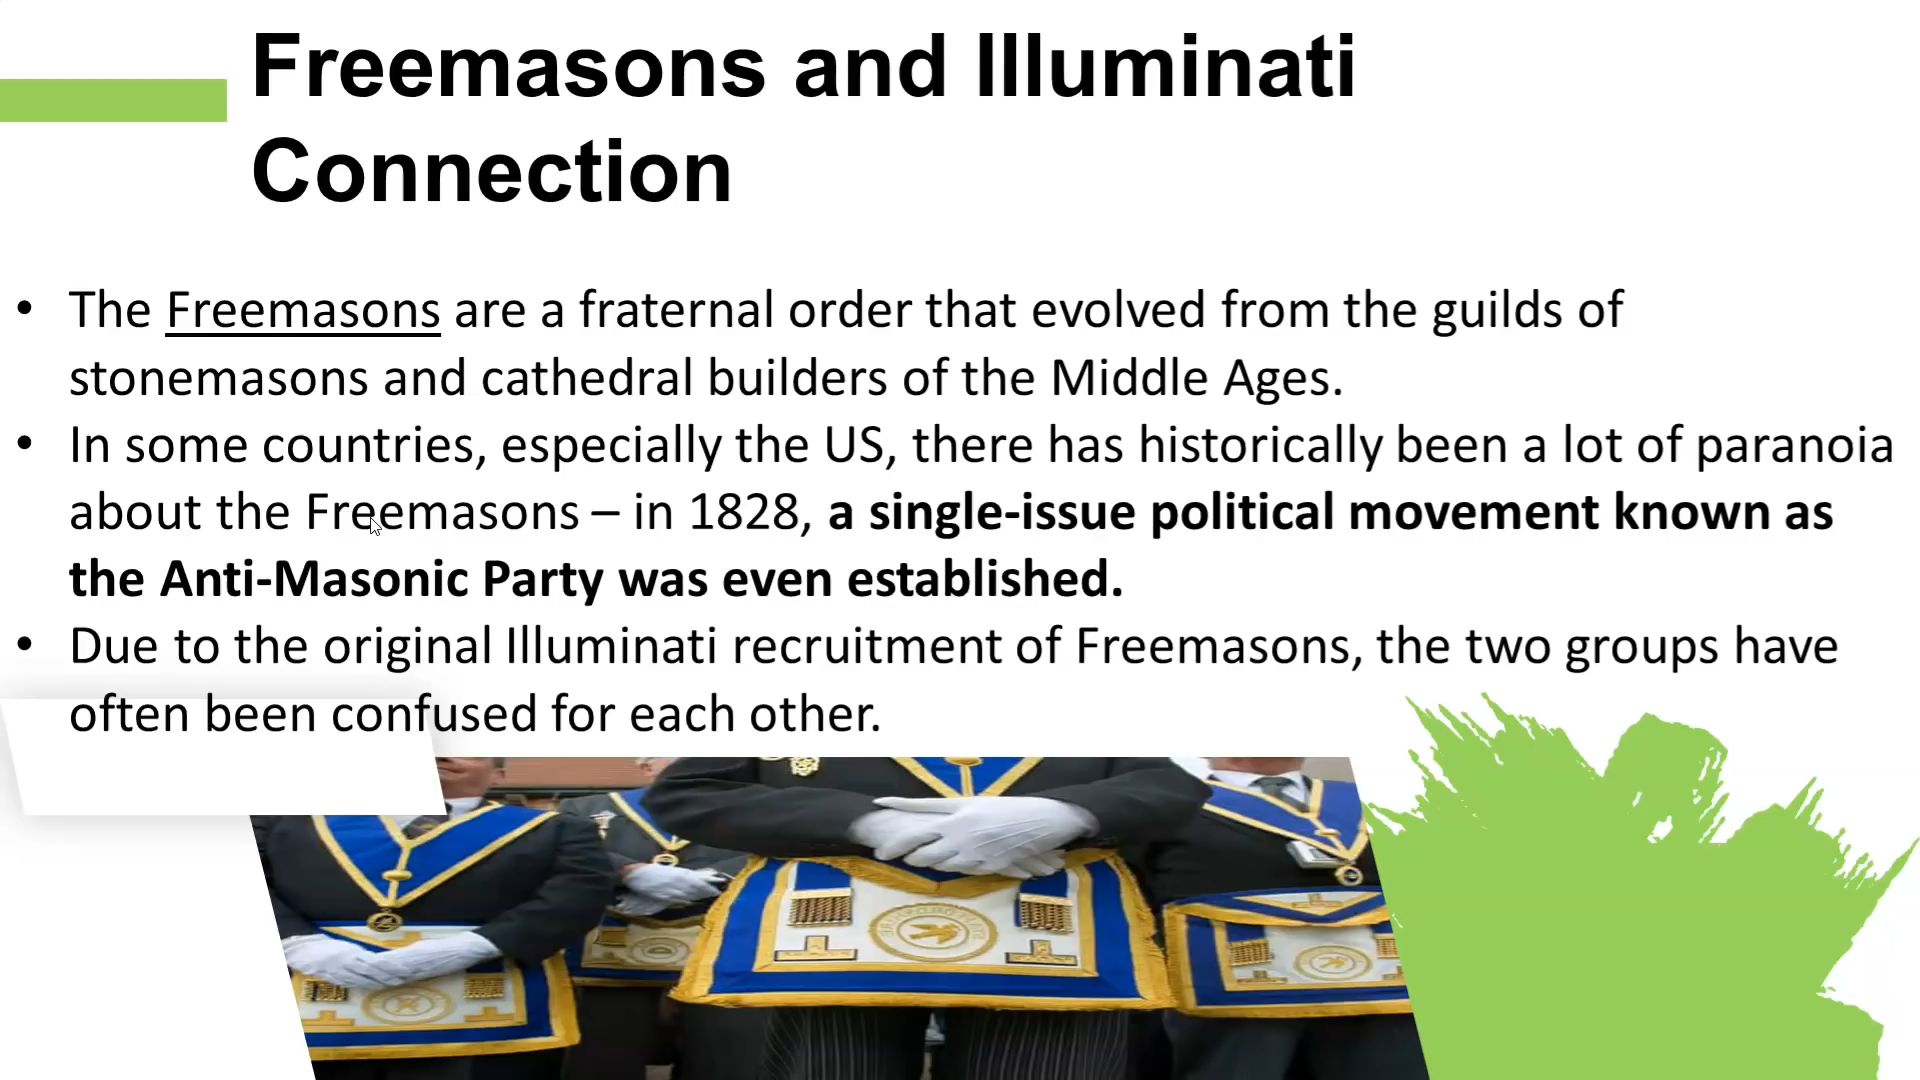 Freemasons and Illuminati
Connection
• The Freemasons are a fraternal order that evolved from the guilds of
stonemasons and cathedral builders of the Middle Ages.
• In some countries, especially the US, there has historically been a lot of paranoia
about the Freemasons – in 1828, a single-issue political movement known as
the Anti-Masonic Party was even established.
• Due to the original Illuminati recruitment of Freemasons, the two groups have
often been confused for each other.